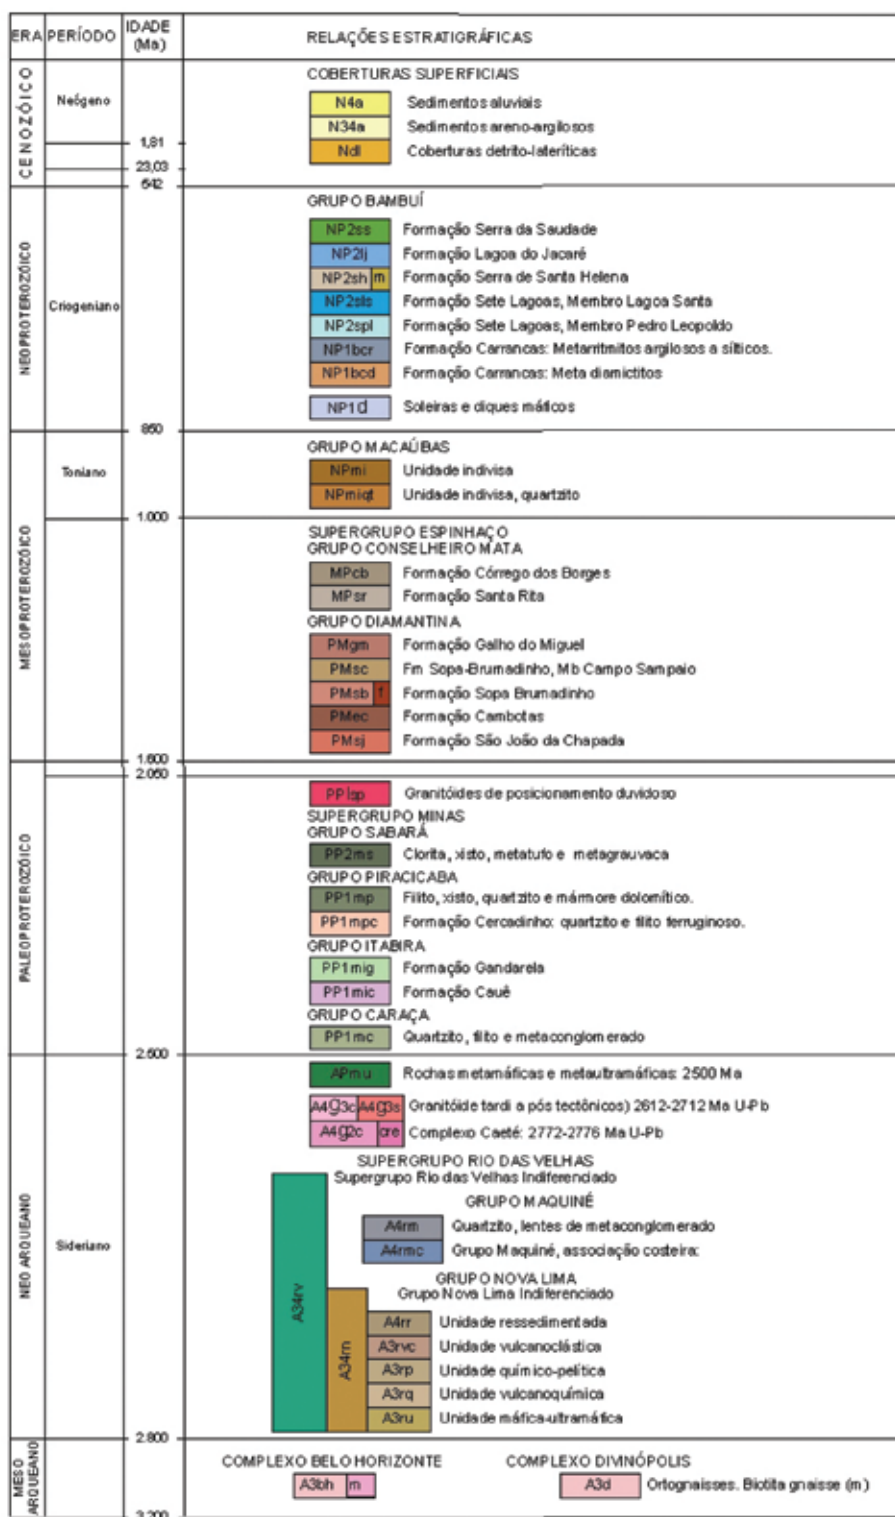 ERA PERÍODO IDADE (Ma) RELAÇÕES ESTRATIGRÁFICAS
CENOZÓICO
Neógeno
1,81
23,03
542
COBERTURAS SUPERFICIAIS
N4a Sedimentos aluviais
N34a Sedimentos areno-argilosos
Ndl Coberturas detrito-lateríticas
NEOPROTEROZÓICO
Criogeniano
850
GRUPO BAMBUÍ
NP2ss Formação Serra da Saudade
NP2lj Formação Lagoa do Jacaré
NP2sh m Formação Serra de Santa Helena
NP2sls Formação Sete Lagoas, Membro Lagoa Santa
NP2spl Formação Sete Lagoas, Membro Pedro Leopoldo
NP1bcr Formação Carrancas: Metarritmitos argilosos a sílticos.
NP1bcd Formação Carrancas: Meta diamictitos
NP1d Soleiras e diques máficos
MESOPROTEROZÓICO
Toniano
1.000
GRUPO MACAÚBAS
NPmi Unidade indivisa
NPmiqt Unidade indivisa, quartzito
SUPERGRUPO ESPINHAÇO
GRUPO CONSELHEIRO MATA
MPcb Formação Córrego dos Borges
MPsr Formação Santa Rita
GRUPO DIAMANTINA
PMgm Formação Galho do Miguel
PMsc Fm Sopa-Brumadinho, Mb Campo Sampaio
PMsb f Formação Sopa Brumadinho
PMec Formação Cambotas
PMsj Formação São João da Chapada
1.600
2.050
PALEOPROTEROZÓICO
PPlsp Granitóides de posicionamento duvidoso
SUPERGRUPO MINAS
GRUPO SABARÁ
PP2ms Clorita, xisto, metatufo e metagrauvaca
GRUPO PIRACICABA
PP1mp Filito, xisto, quartzito e mármore dolomítico.
PP1mpc Formação Cercadinho: quartzito e filito ferruginoso.
GRUPO ITABIRA
PP1mig Formação Gandarela
PP1mic Formação Cauê
GRUPO CARAÇA
PP1mc Quartzito, filito e metaconglomerado
2.500
NEO ARQUEANO
Sideriano
APmu Rochas metamáficas e metaultramáficas: 2500 Ma
A4g3c A4g3s Granitóide tardi a pós tectônicos) 2612-2712 Ma U-Pb
A4g2c cre Complexo Caeté: 2772-2776 Ma U-Pb
SUPERGRUPO RIO DAS VELHAS
Supergrupo Rio das Velhas Indiferenciado
A34rv
GRUPO MAQUINÉ
A4rm Quartzito, lentes de metaconglomerado
A4rmc Grupo Maquiné, associação costeira:
GRUPO NOVA LIMA
Grupo Nova Lima Indiferenciado
A34rn
A4rr Unidade ressedimentada
A3rvc Unidade vulcanoclástica
A3rp Unidade químico-pelítica
A3rq Unidade vulcanoquímica
A3ru Unidade máfica-ultramáfica
2.800
MESO ARQUEANO
COMPLEXO BELO HORIZONTE COMPLEXO DIVINÓPOLIS
A3bh m A3d Ortognaisses. Biotita gnaisse (m)
3.200